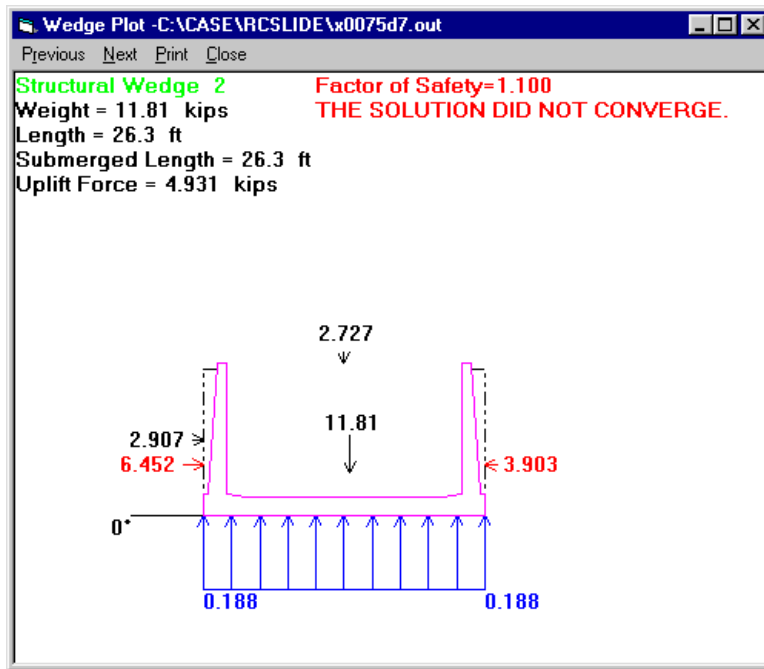 Wedge Plot -C:\CASE\RCSLIDE\x0075d7.out
Previous Next Print Close
Structural Wedge 2 Factor of Safety=1.100
Weight = 11.81 kips THE SOLUTION DID NOT CONVERGE.
Length = 26.3 ft
Submerged Length = 26.3 ft
Uplift Force = 4.931 kips
2.727
11.81
2.907
6.452 3.903
0°
0.188 0.188